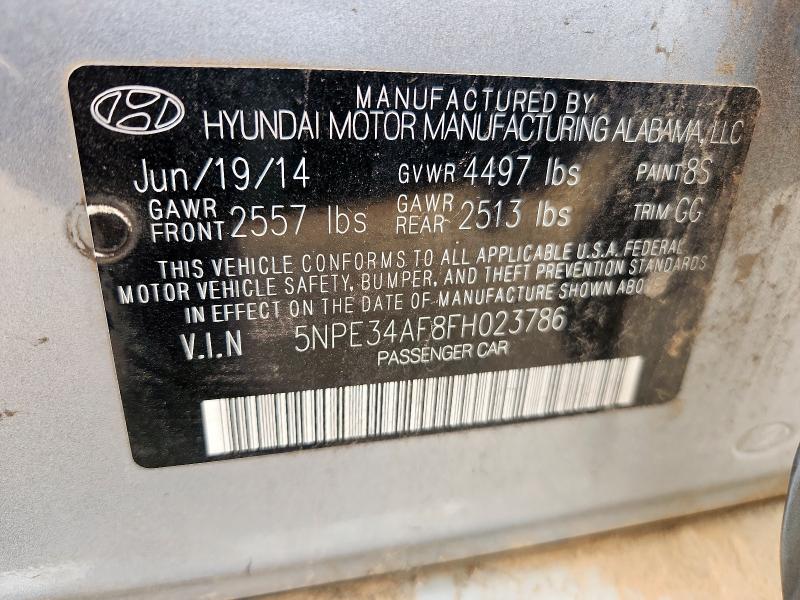 MANUFACTURED BY
HYUNDAI MOTOR MANUFACTURING ALABAMA, LLC
Jun/19/14 GVWR 4497 lbs PAINT 8S
GAWR FRONT 2557 lbs GAWR REAR 2513 lbs TRIM GG
THIS VEHICLE CONFORMS TO ALL APPLICABLE U.S.A. FEDERAL
MOTOR VEHICLE SAFETY, BUMPER, AND THEFT PREVENTION STANDARDS
IN EFFECT ON THE DATE OF MANUFACTURE SHOWN ABOVE
V.I.N 5NPE34AF8FH023786
PASSENGER CAR